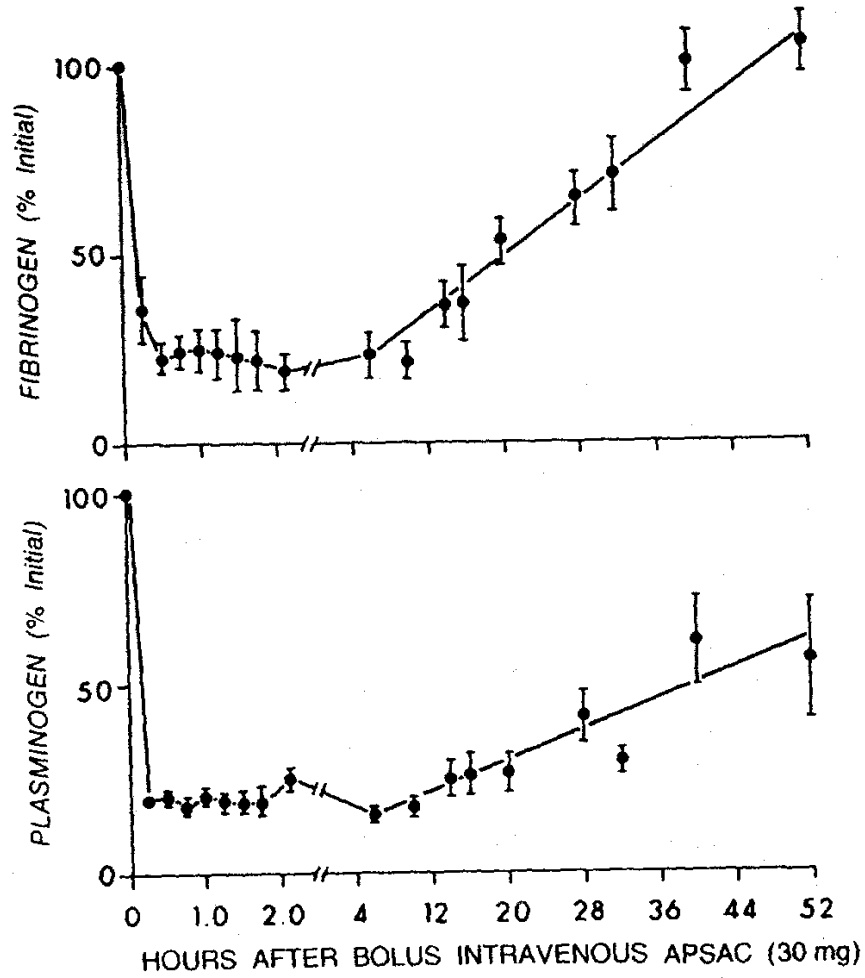 100
50
0
FIBRINOGEN (% Initial)
100
50
0
PLASMINOGEN (% Initial)
0 1.0 2.0 4 12 20 28 36 44 52
HOURS AFTER BOLUS INTRAVENOUS APSAC (30 mg)